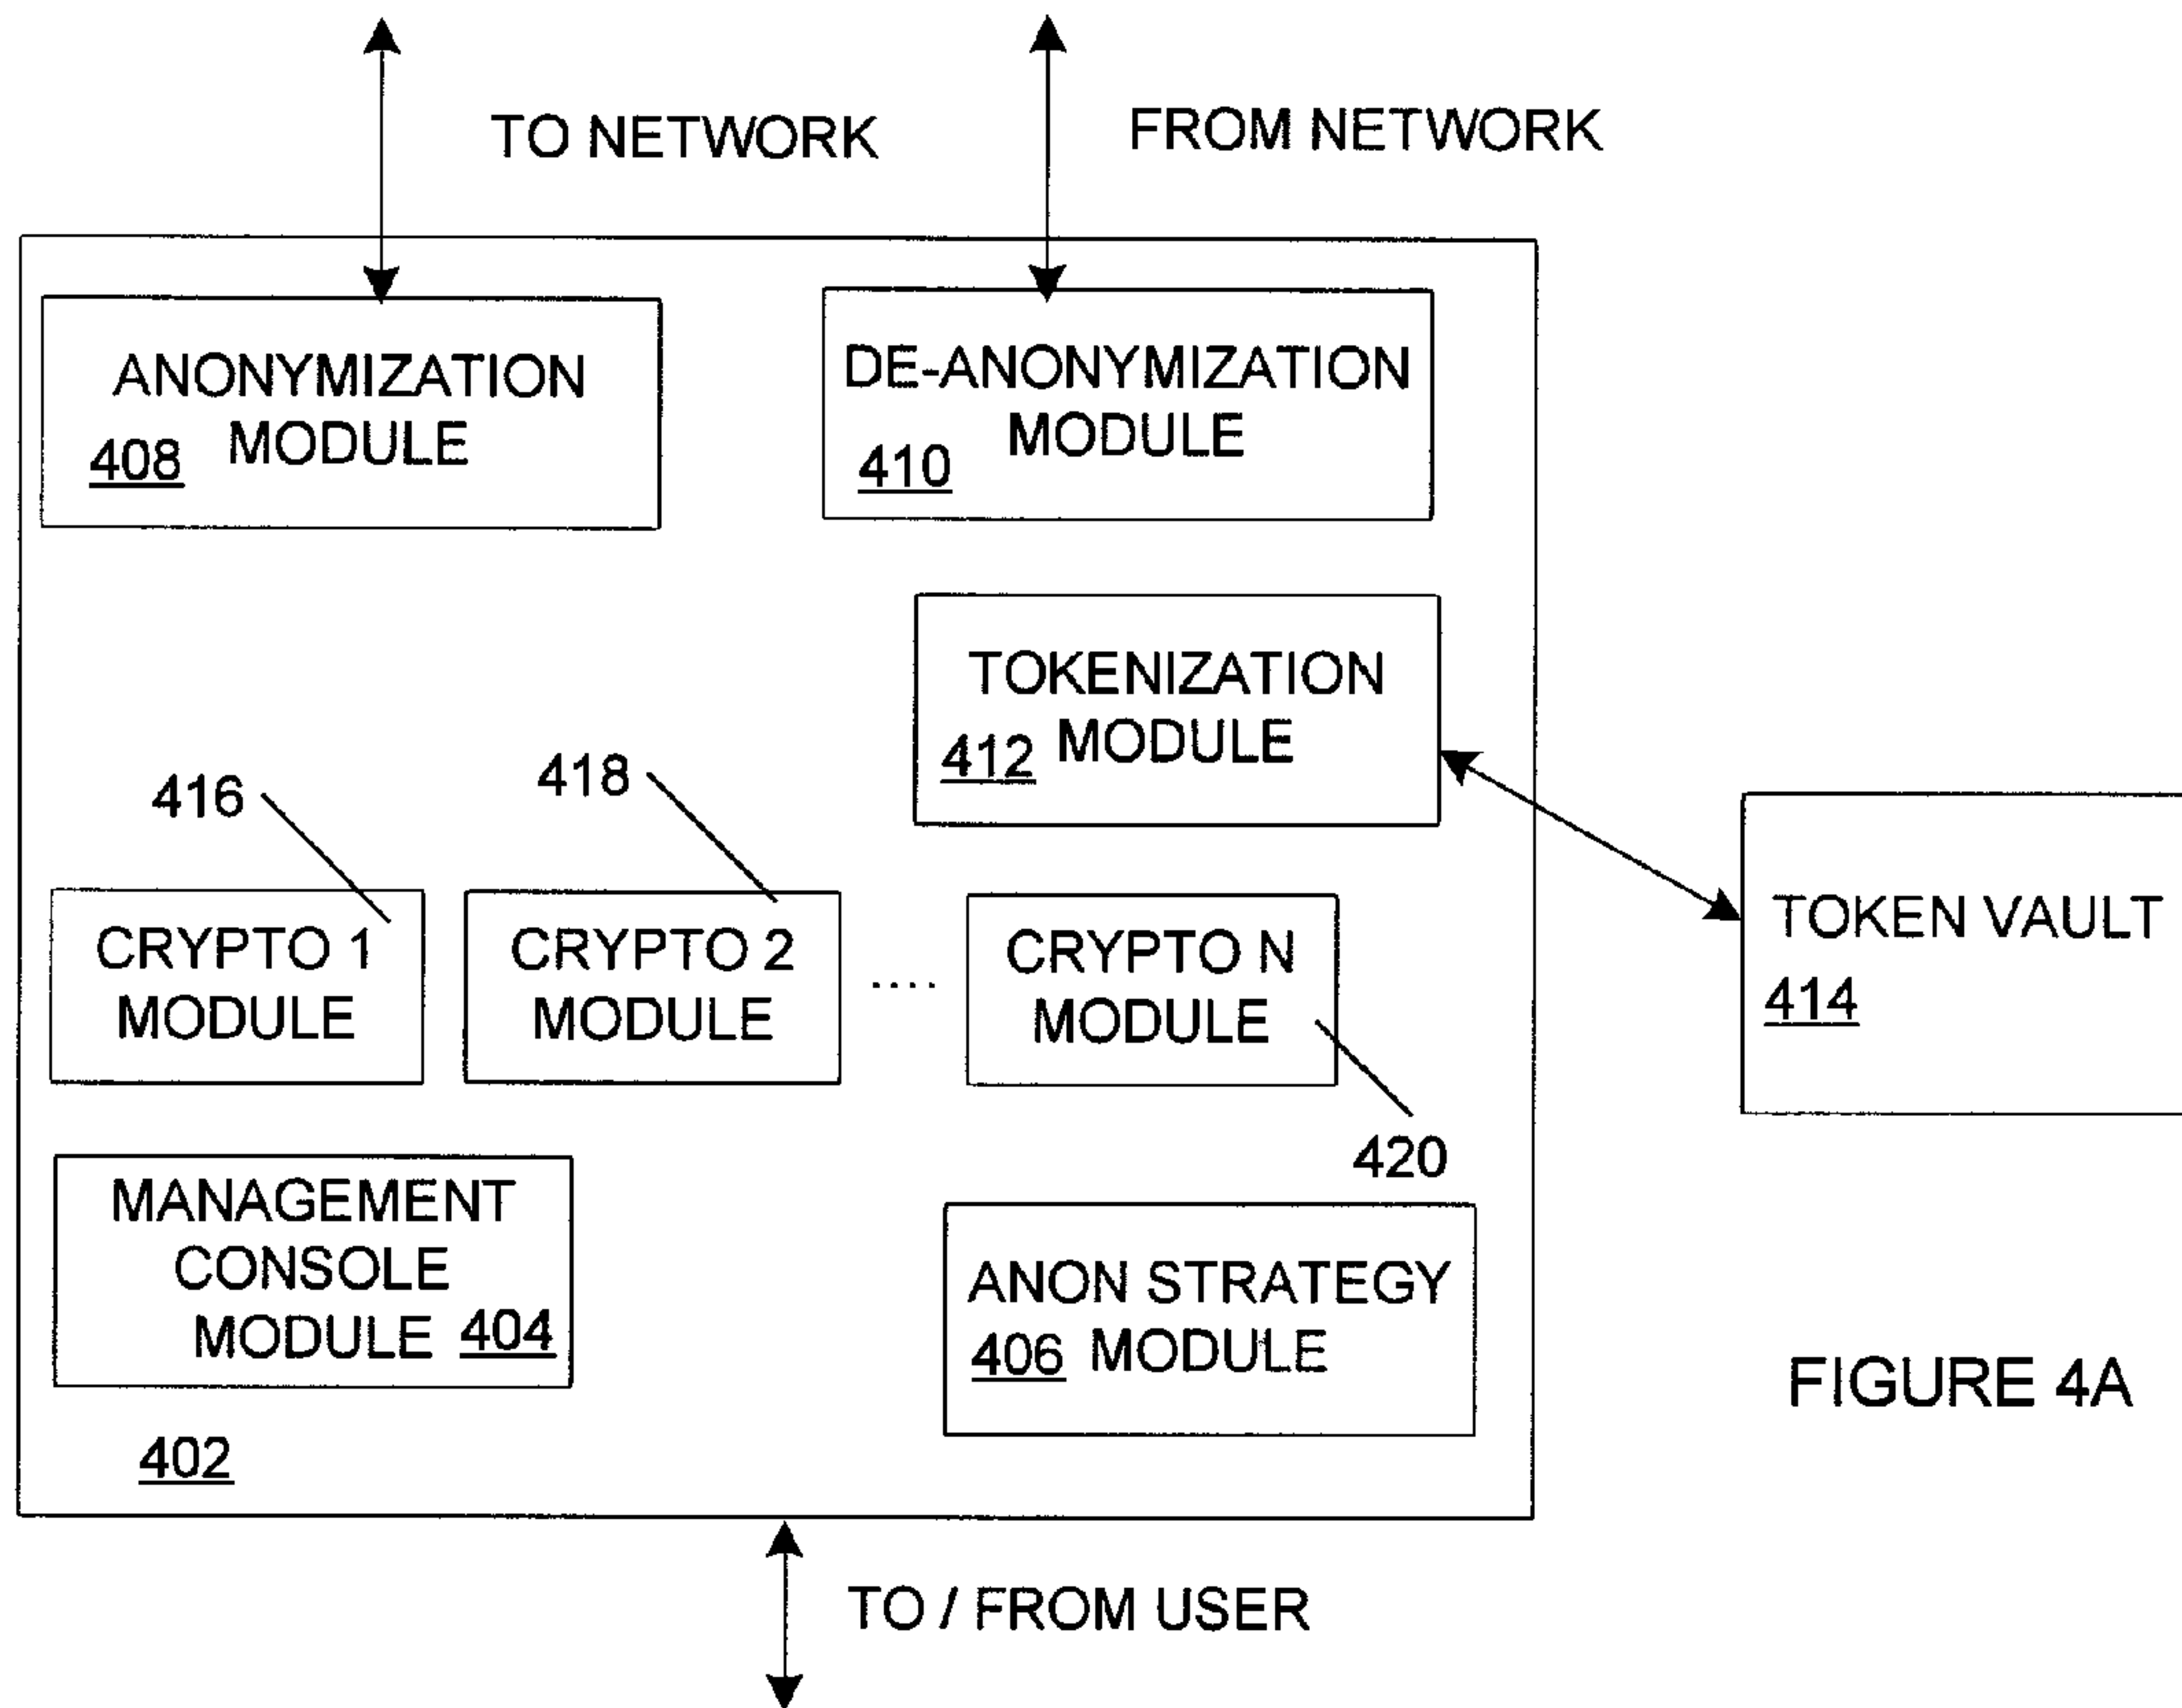 TO NETWORK
FROM NETWORK
ANONYMIZATION
MODULE
408
DE-ANONYMIZATION
MODULE
410
TOKENIZATION
MODULE
412
416
418
CRYPTO 1
MODULE
CRYPTO 2
MODULE
....
CRYPTO N
MODULE
420
TOKEN VAULT
414
MANAGEMENT
CONSOLE
MODULE 404
ANON STRATEGY
406 MODULE
402
FIGURE 4A
TO / FROM USER